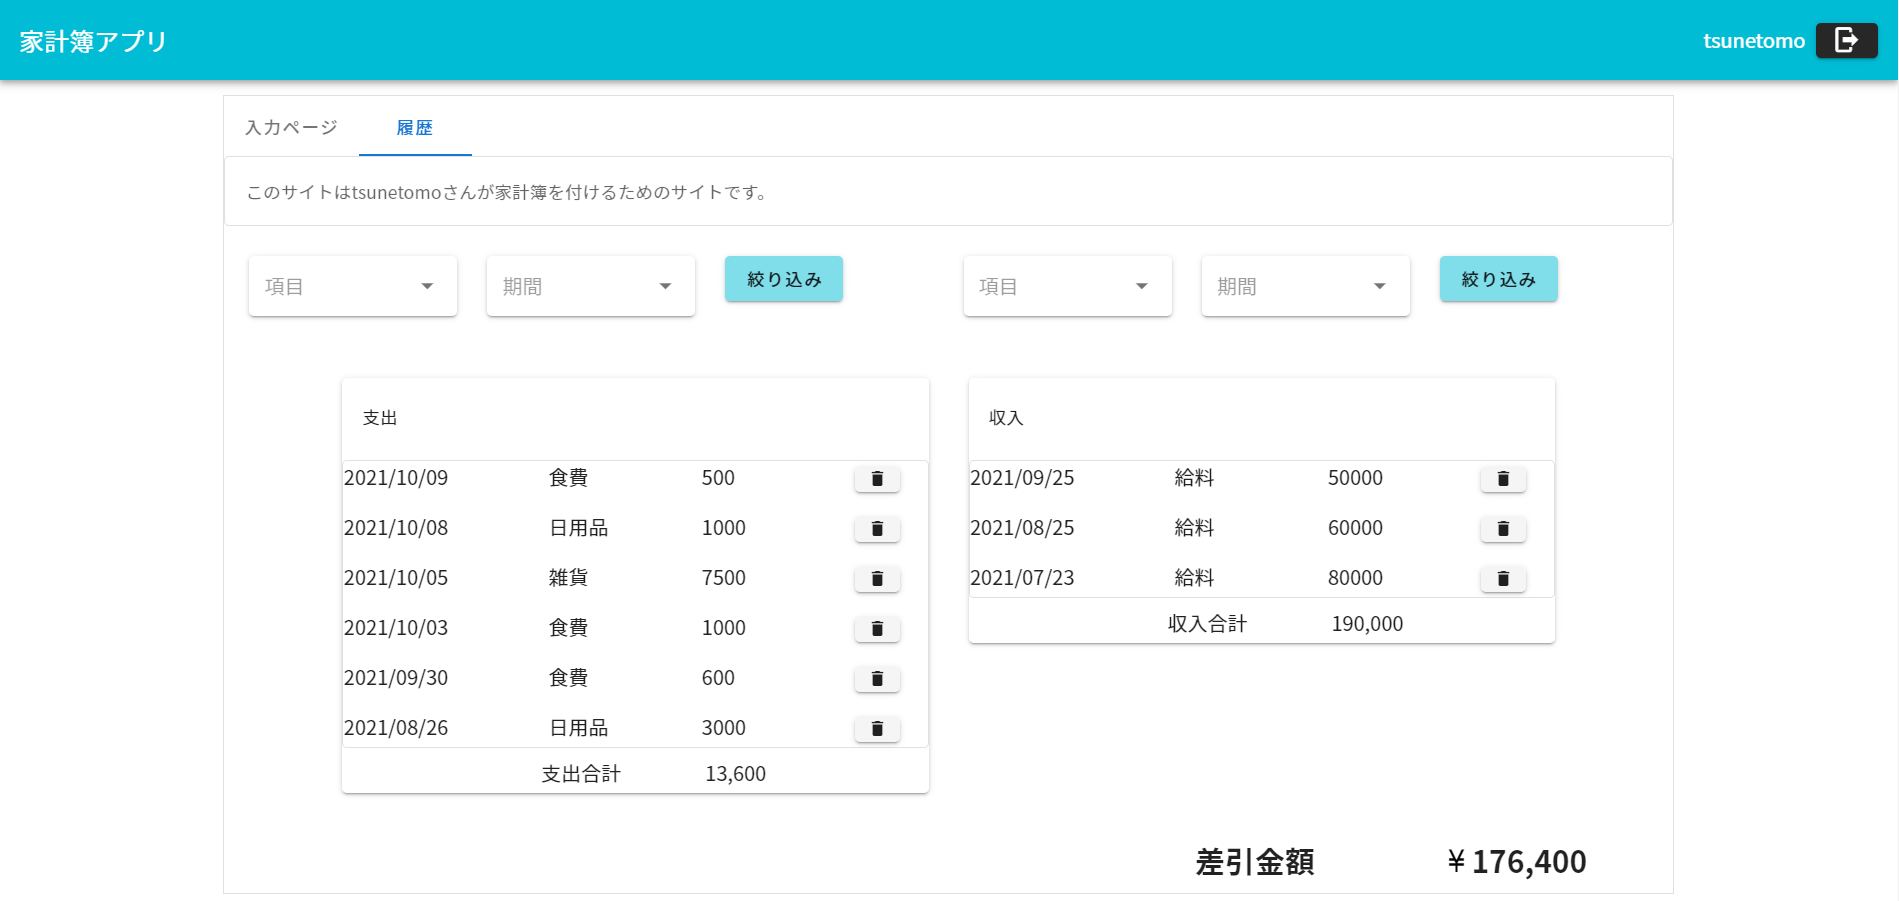 家計簿アプリ
tsunetomo
入力ページ 履歴
このサイトはtsunetomoさんが家計簿を付けるためのサイトです。
項目 期間 絞り込み
項目 期間 絞り込み
支出
2021/10/09 食費 500
2021/10/08 日用品 1000
2021/10/05 雑貨 7500
2021/10/03 食費 1000
2021/09/30 食費 600
2021/08/26 日用品 3000
支出合計 13,600
収入
2021/09/25 給料 50000
2021/08/25 給料 60000
2021/07/23 給料 80000
収入合計 190,000
差引金額 ¥176,400